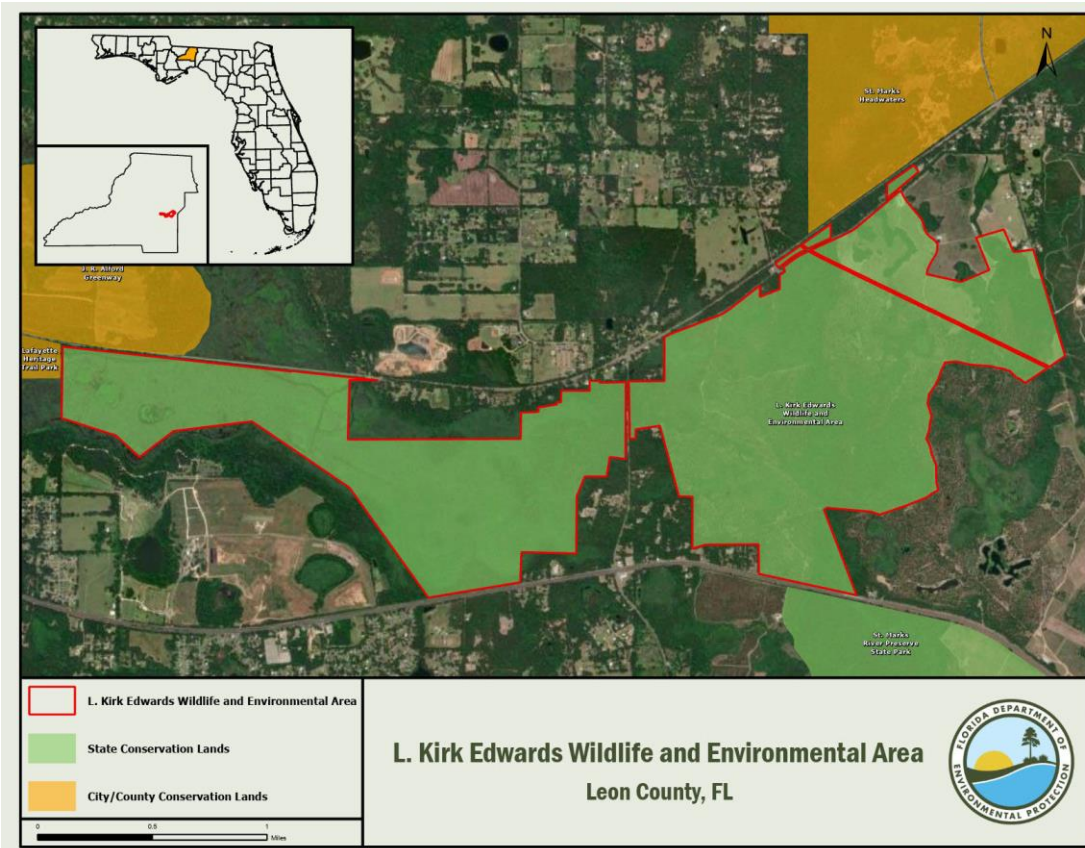 N
St. Marks
Headwaters
J. R. Alford
Greenway
Lafayette
Heritage
Trail Park
L. Kirk Edwards
Wildlife and
Environmental Area
St. Marks
River Preserve
State Park
L. Kirk Edwards Wildlife and Environmental Area
State Conservation Lands
City/County Conservation Lands
0 0.5 1
Miles
L. Kirk Edwards Wildlife and Environmental Area
Leon County, FL
FLORIDA DEPARTMENT OF
ENVIRONMENTAL PROTECTION